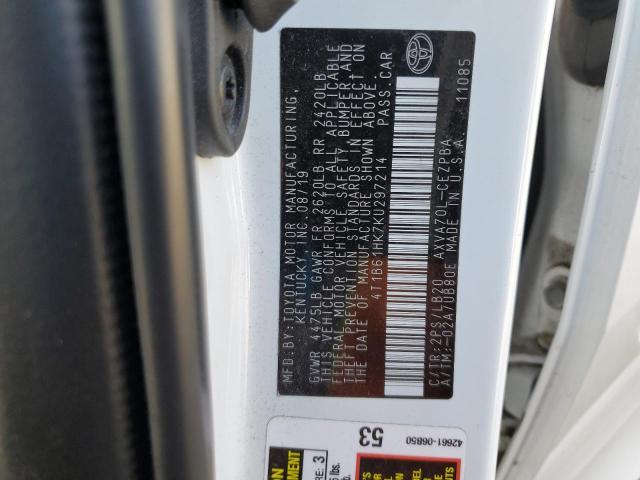 MFD. BY: TOYOTA MOTOR MANUFACTURING,
KENTUCKY, INC. 08/19
GVWR 4475LB GAWR FR 2620LB RR 2420LB
THIS VEHICLE CONFORMS TO ALL APPLICABLE
FEDERAL MOTOR VEHICLE SAFETY, BUMPER, AND
THEFT PREVENTION STANDARDS IN EFFECT ON
THE DATE OF MANUFACTURE SHOWN ABOVE.
4T1B61HK7KU297214 PASS. CAR
C/TR: 2PS/LB20 AXVA70L-CEZPBA
A/TM: -02A/UB80E MADE IN U.S.A. 11085
53
42661-06B50